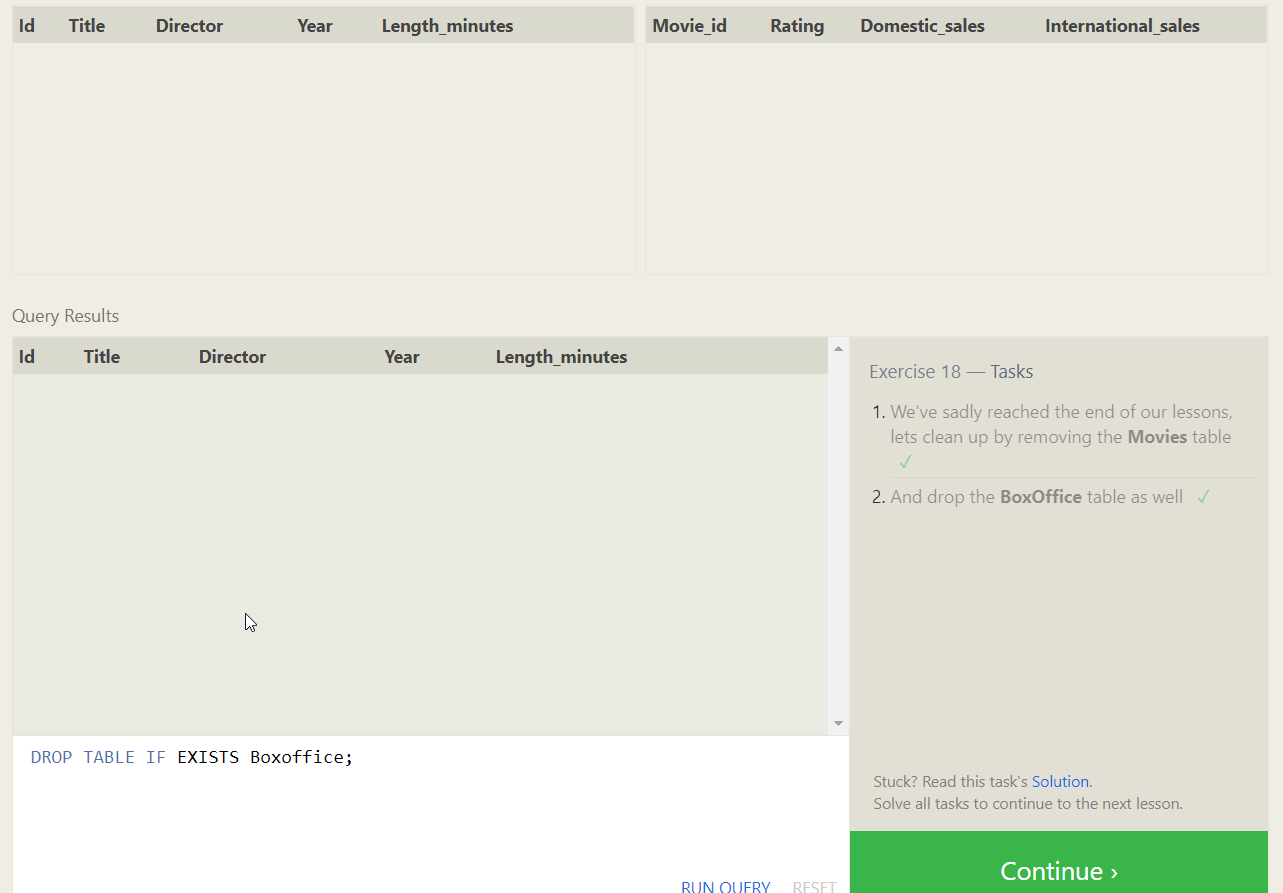 Id Title Director Year Length_minutes
Movie_id Rating Domestic_sales International_sales
Query Results
Id Title Director Year Length_minutes
Exercise 18 — Tasks
1. We've sadly reached the end of our lessons,
lets clean up by removing the Movies table
✓
2. And drop the BoxOffice table as well ✓
Stuck? Read this task's Solution.
Solve all tasks to continue to the next lesson.
DROP TABLE IF EXISTS Boxoffice;
RUN QUERY RESET
Continue ›